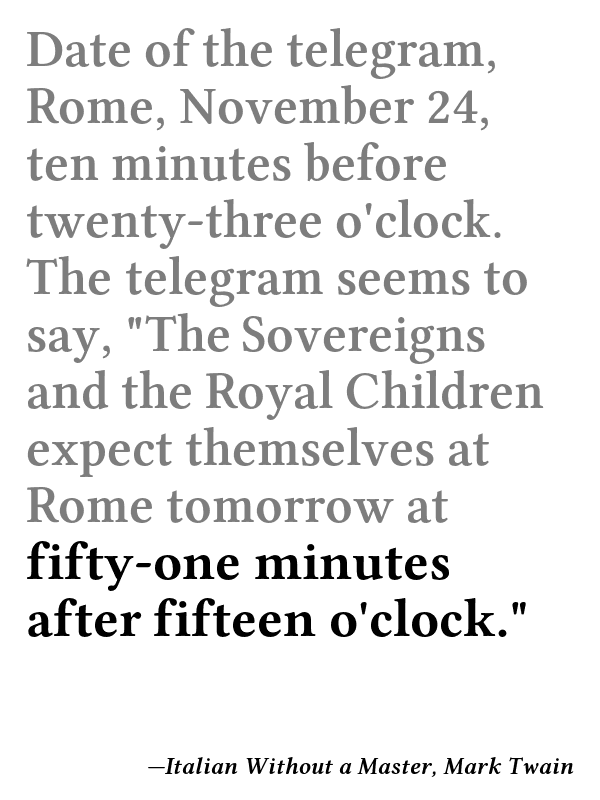 Date of the telegram,
Rome, November 24,
ten minutes before
twenty-three o'clock.
The telegram seems to
say, "The Sovereigns
and the Royal Children
expect themselves at
Rome tomorrow at
fifty-one minutes
after fifteen o'clock."
—Italian Without a Master, Mark Twain